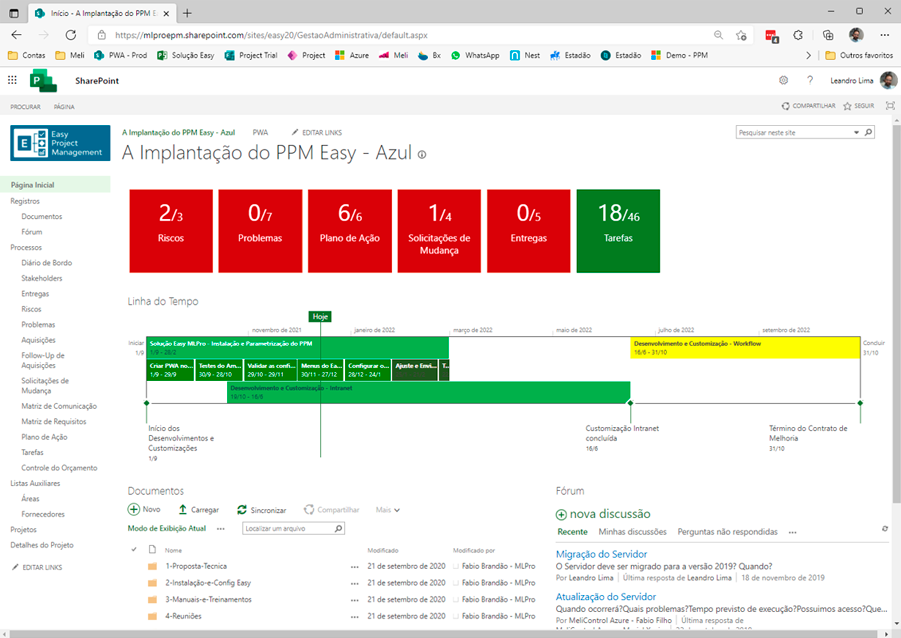 Início - A Implantação do PPM E
https://mlproepm.sharepoint.com/sites/easy20/GestaoAdministrativa/default.aspx
4
Contas Meli PWA - Prod Solução Easy Project Trial Project Azure Meli Bx WhatsApp Nest Estadão Estadão Demo - PPM Outros favoritos
P SharePoint Leandro Lima
PROCURAR PÁGINA COMPARTILHAR SEGUIR
E Easy
Project
Management
A Implantação do PPM Easy - Azul PWA EDITAR LINKS
Pesquisar neste site
A Implantação do PPM Easy - Azul
Página Inicial
Registros
Documentos
Fórum
Processos
Diário de Bordo
Stakeholders
Entregas
Riscos
Problemas
Aquisições
Follow-Up de
Aquisições
Solicitações de
Mudança
Matriz de Comunicação
Matriz de Requisitos
Plano de Ação
Tarefas
Controle do Orçamento
Listas Auxiliares
Áreas
Fornecedores
Projetos
Detalhes do Projeto
EDITAR LINKS
2/3
Riscos
0/7
Problemas
6/6
Plano de Ação
1/4
Solicitações de
Mudança
0/5
Entregas
18/46
Tarefas
Linha do Tempo
Hoje
novembro de 2021 janeiro de 2022 março de 2022 maio de 2022 julho de 2022 setembro de 2022
Iniciar
1/9
Solução Easy MLPro - Instalação e Parametrização do PPM
1/9 - 28/2
Desenvolvimento e Customização - Workflow
16/6 - 31/10
Concluir
31/10
Criar PWA no...
1/9 - 29/9
Testes do Am...
30/9 - 28/10
Validar as confi...
29/10 - 29/11
Menus do Ea...
30/11 - 27/12
Configurar o...
28/12 - 24/1
Ajuste e Envi...
T...
Desenvolvimento e Customização - Intranet
18/10 - 16/6
Início dos
Desenvolvimentos e
Customizações
1/9
Customização Intranet
concluída
16/6
Término do Contrato de
Melhoria
31/10
Documentos
Novo Carregar Sincronizar Compartilhar Mais
Modo de Exibição Atual ... Localizar um arquivo
Nome Modificado Modificado por
1-Proposta-Tecnica ... 21 de setembro de 2020 Fabio Brandão - MLPro
2-Instalação-e-Config Easy ... 21 de setembro de 2020 Fabio Brandão - MLPro
3-Manuais-e-Treinamentos ... 21 de setembro de 2020 Fabio Brandão - MLPro
4-Reuniões ... 21 de setembro de 2020 Fabio Brandão - MLPro
Fórum
nova discussão
Recente Minhas discussões Perguntas não respondidas ...
Migração do Servidor
O Servidor deve ser migrado para a versão 2019? Quando?
Por Leandro Lima | Última resposta de Leandro Lima | 18 de novembro de 2019
Atualização do Servidor
Quando ocorrerá?Quais problemas?Tempo previsto de execução?Possuimos acesso?Que...
Por MeliControl Azure - Fabio Filho | Última resposta de